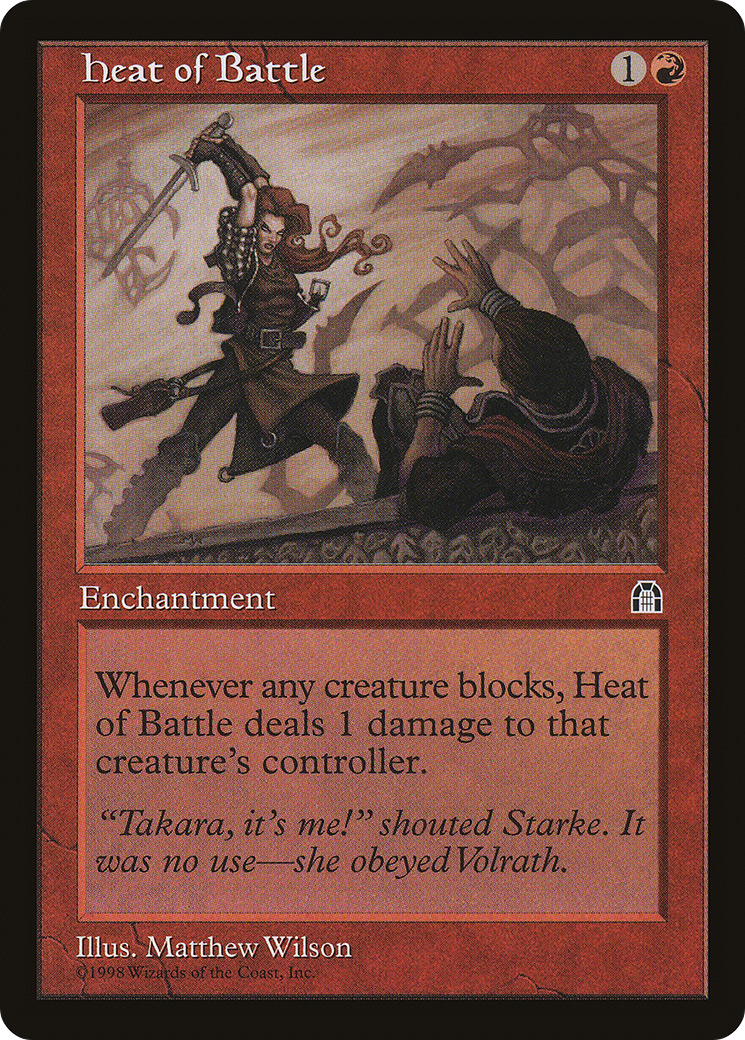 Heat of Battle
1
Enchantment
Whenever any creature blocks, Heat
of Battle deals 1 damage to that
creature's controller.
“Takara, it's me!” shouted Starke. It
was no use—she obeyed Volrath.
Illus. Matthew Wilson
©1998 Wizards of the Coast, Inc.